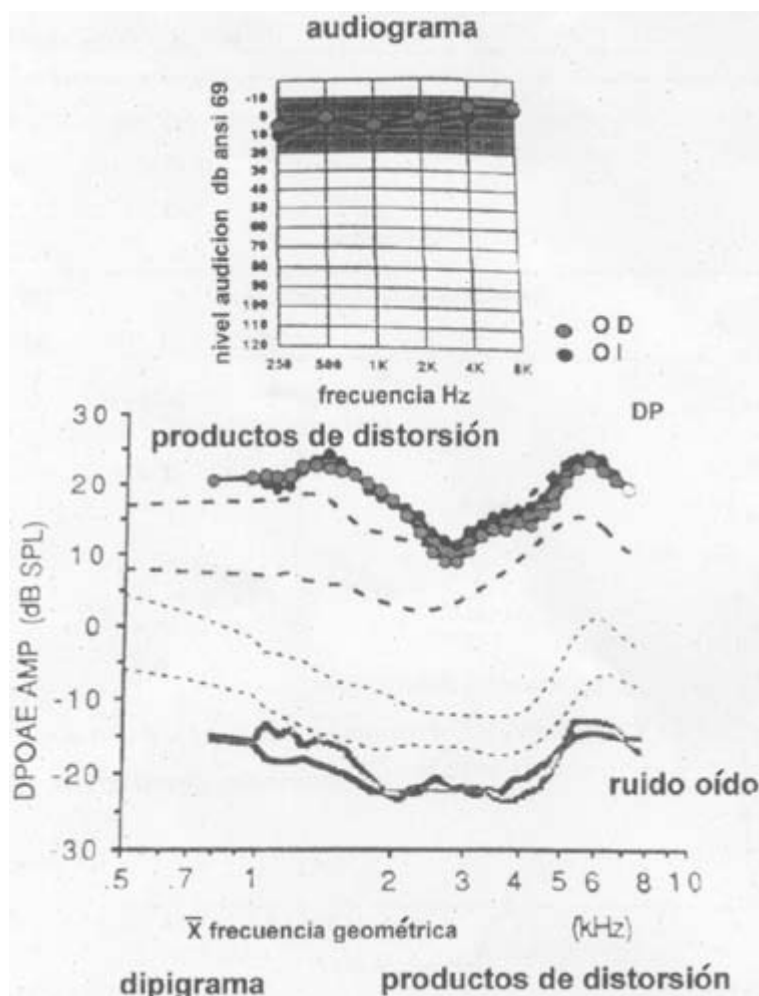 audiograma
nivel audicion db ansi 69
-10
0
10
20
30
40
50
60
70
80
90
100
110
120
250 500 1K 2K 4K 8K
frecuencia Hz
OD
OI
DP
productos de distorsión
DPOAE AMP (dB SPL)
30
20
10
0
-10
-20
-30
ruido oído
.5 .7 1 2 3 4 5 6 8 10
X frecuencia geométrica (kHz)
dipigrama productos de distorsión